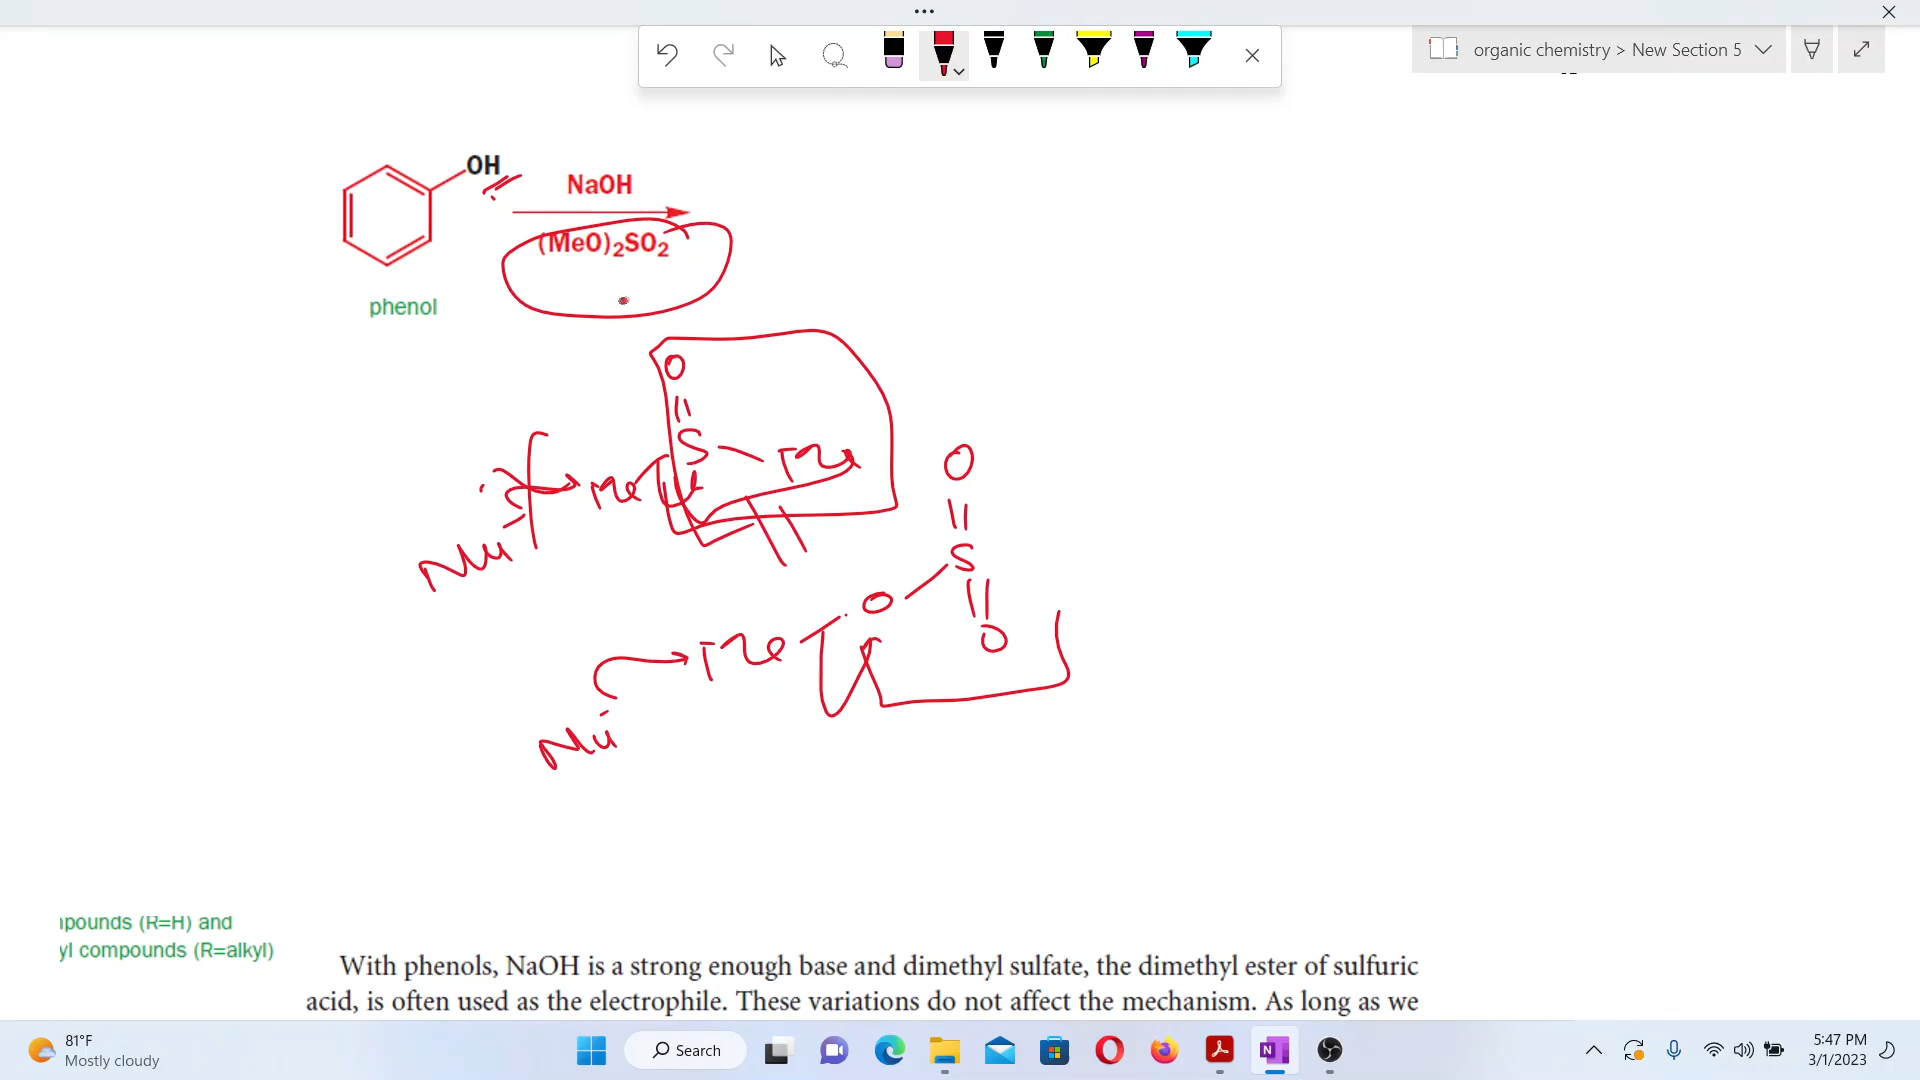 organic chemistry > New Section 5
OH
NaOH
(MeO)2SO2
phenol
O
S
Me
Me
Nu
O
S
O
O
Me
Nu
pounds (R=H) and
yl compounds (R=alkyl)
With phenols, NaOH is a strong enough base and dimethyl sulfate, the dimethyl ester of sulfuric
acid, is often used as the electrophile. These variations do not affect the mechanism. As long as we
81°F
Mostly cloudy
Search
5:47 PM
3/1/2023